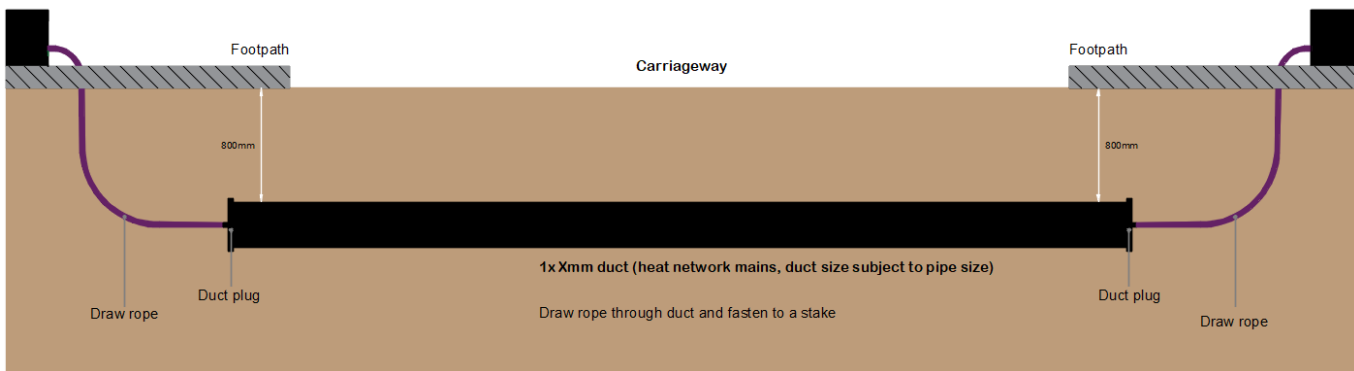 Footpath
Footpath
Carriageway
800mm
800mm
1x Xmm duct (heat network mains, duct size subject to pipe size)
Duct plug
Duct plug
Draw rope
Draw rope through duct and fasten to a stake
Draw rope